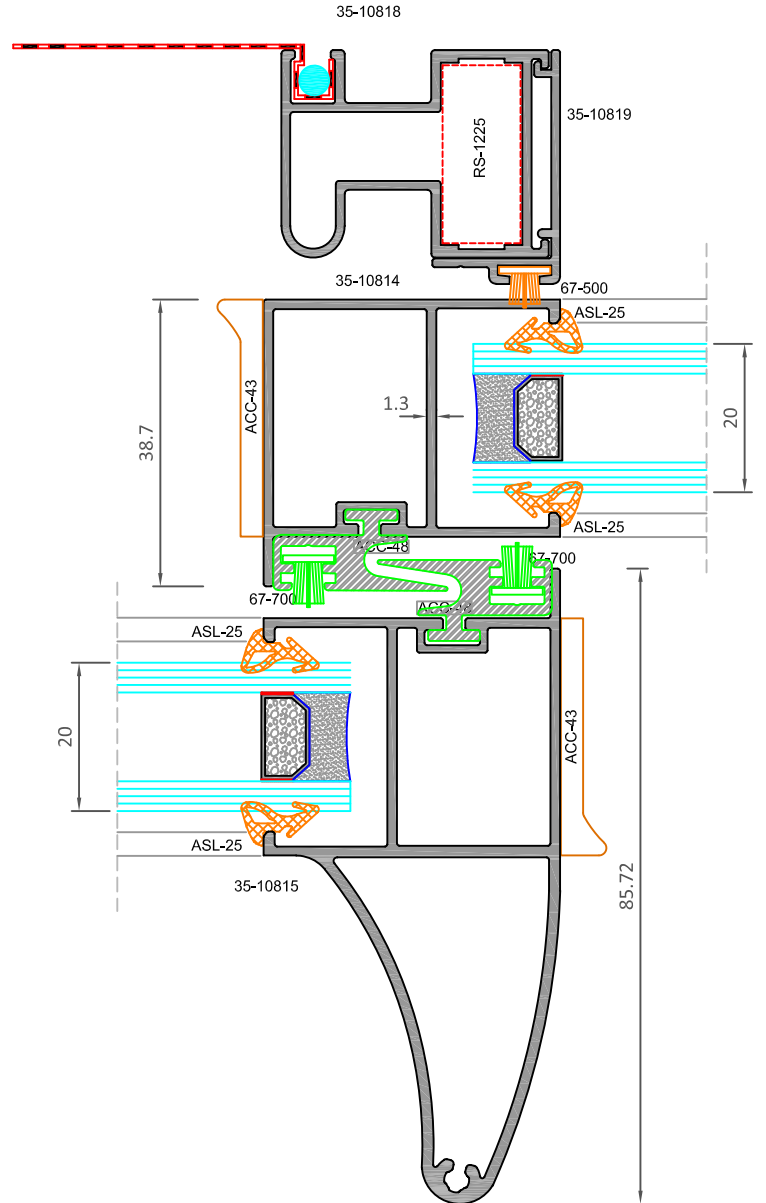 35-10818
35-10819
RS-1225
35-10814
67-500
ASL-25
ACC-43
1.3
38.7
20
ASL-25
ACC-48
67-700
67-700
ACC-48
ASL-25
20
ACC-43
ASL-25
35-10815
85.72